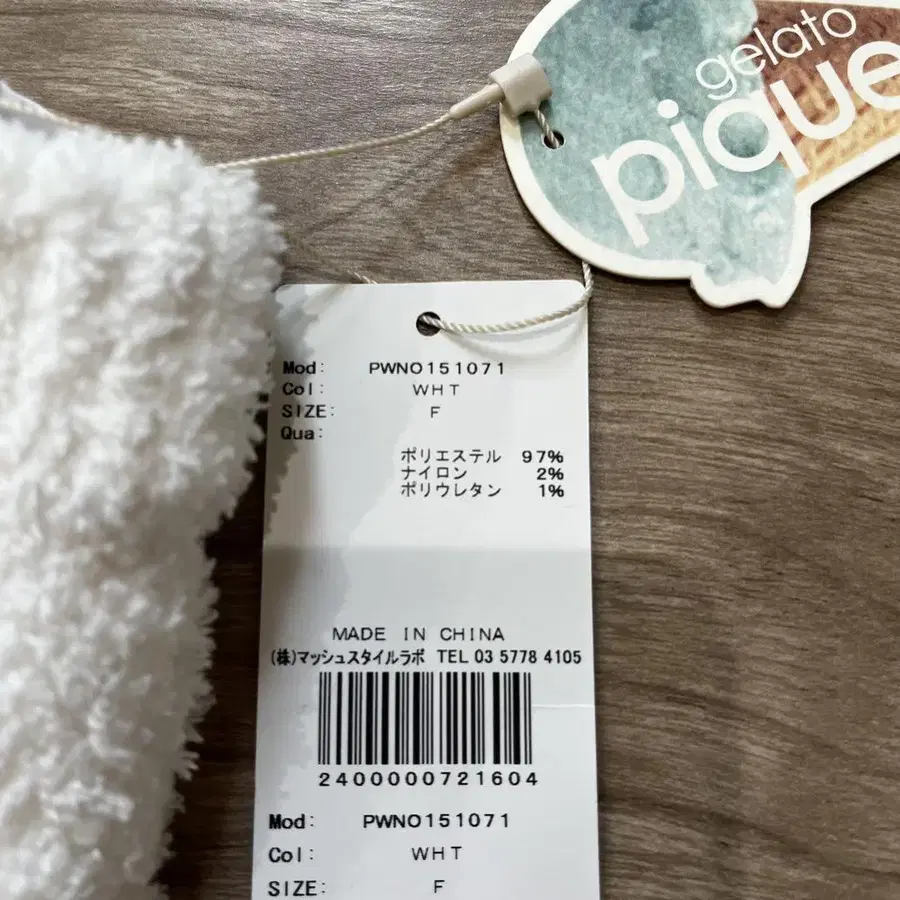 gelato
pique
Mod: PWNO151071
Col: WHT
SIZE: F
Qua:
ポリエステル 97%
ナイロン 2%
ポリウレタン 1%
MADE IN CHINA
(株)マッシュスタイルラボ TEL 03 5778 4105
2400000721604
Mod: PWNO151071
Col: WHT
SIZE: F